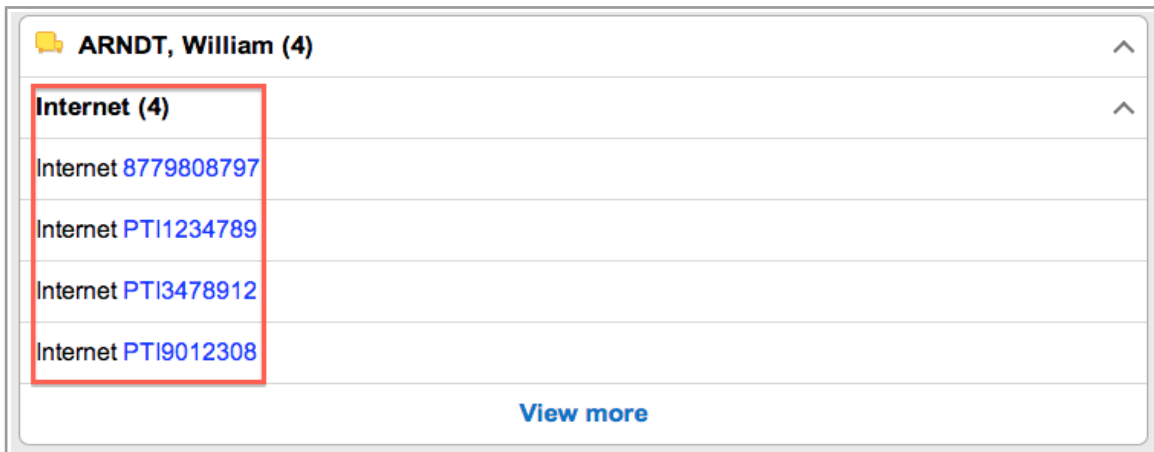 ARNDT, William (4)
Internet (4)
Internet 8779808797
Internet PTI1234789
Internet PTI3478912
Internet PTI9012308
View more